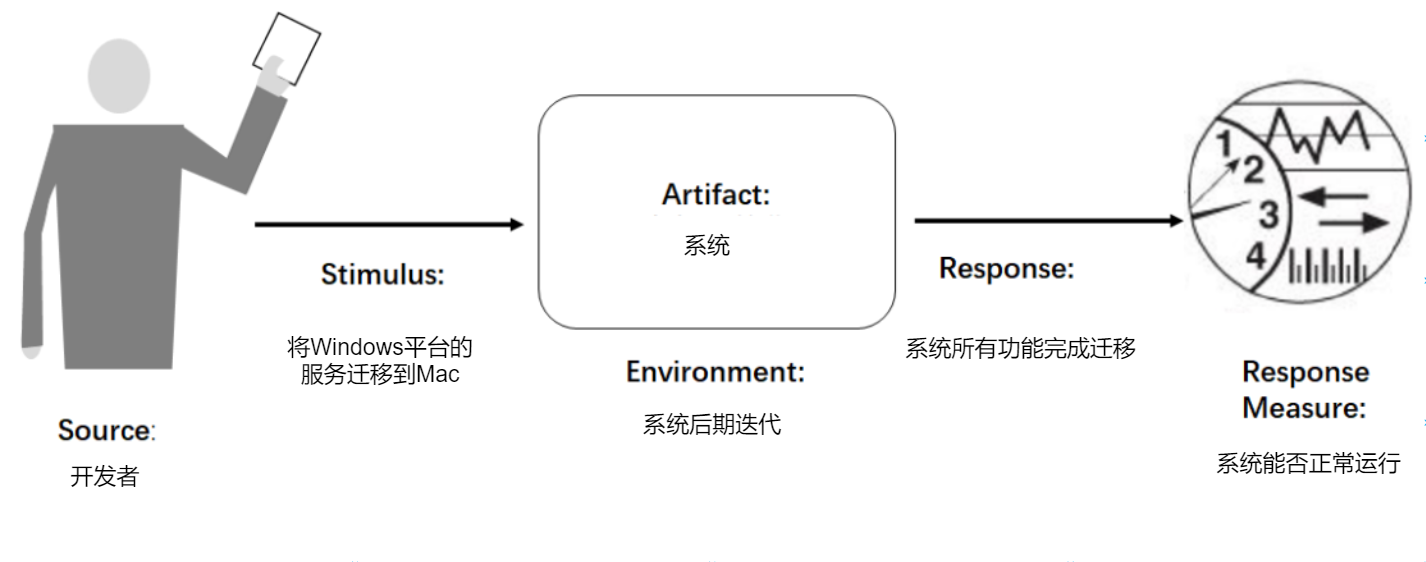 Source:
开发者
Stimulus:
将Windows平台的
服务迁移到Mac
Artifact:
系统
Environment:
系统后期迭代
Response:
系统所有功能完成迁移
1
2
3
4
Response
Measure:
系统能否正常运行